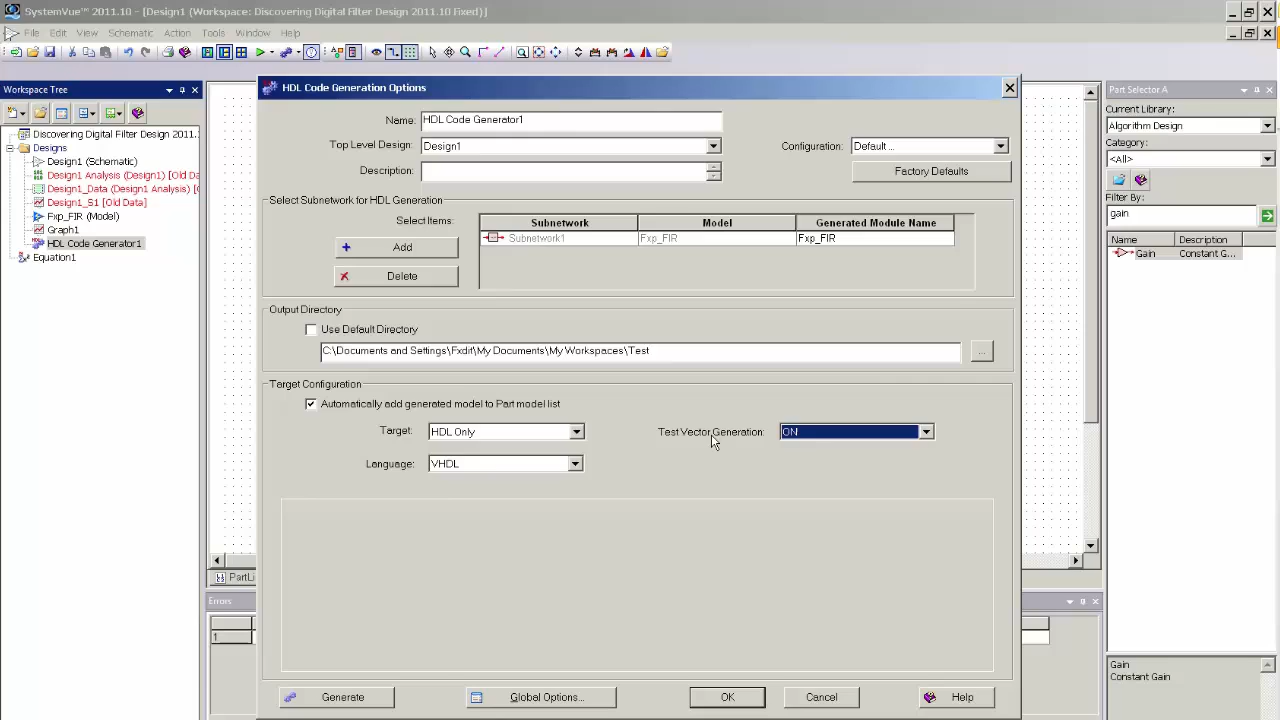 SystemVue™ 2011.10 - [Design1 (Workspace: Discovering Digital Filter Design 2011.10 Fixed)]
File Edit View Schematic Action Tools Window Help
Workspace Tree
Discovering Digital Filter Design 2011.
Designs
Design1 (Schematic)
Design1 Analysis (Design1) [Old Data]
Design1_Data (Design1 Analysis) [O
Design1_S1 [Old Data]
Fxp_FIR (Model)
Graph1
HDL Code Generator1
Equation1
HDL Code Generation Options
Name: HDL Code Generator1
Top Level Design: Design1
Configuration: Default ...
Description:
Factory Defaults
Select Subnetwork for HDL Generation
Select Items:
Subnetwork Model Generated Module Name
Subnetwork1 Fxp_FIR Fxp_FIR
Add
Delete
Output Directory
Use Default Directory
C:\Documents and Settings\Fxdit\My Documents\My Workspaces\Test
...
Target Configuration
Automatically add generated model to Part model list
Target: HDL Only
Test Vector Generation: ON
Language: VHDL
Generate Global Options... OK Cancel Help
PartLi
Errors
1
Part Selector A
Current Library:
Algorithm Design
Category:
<All>
Filter By:
gain
Name Description
Gain Constant G...
Gain
Constant Gain